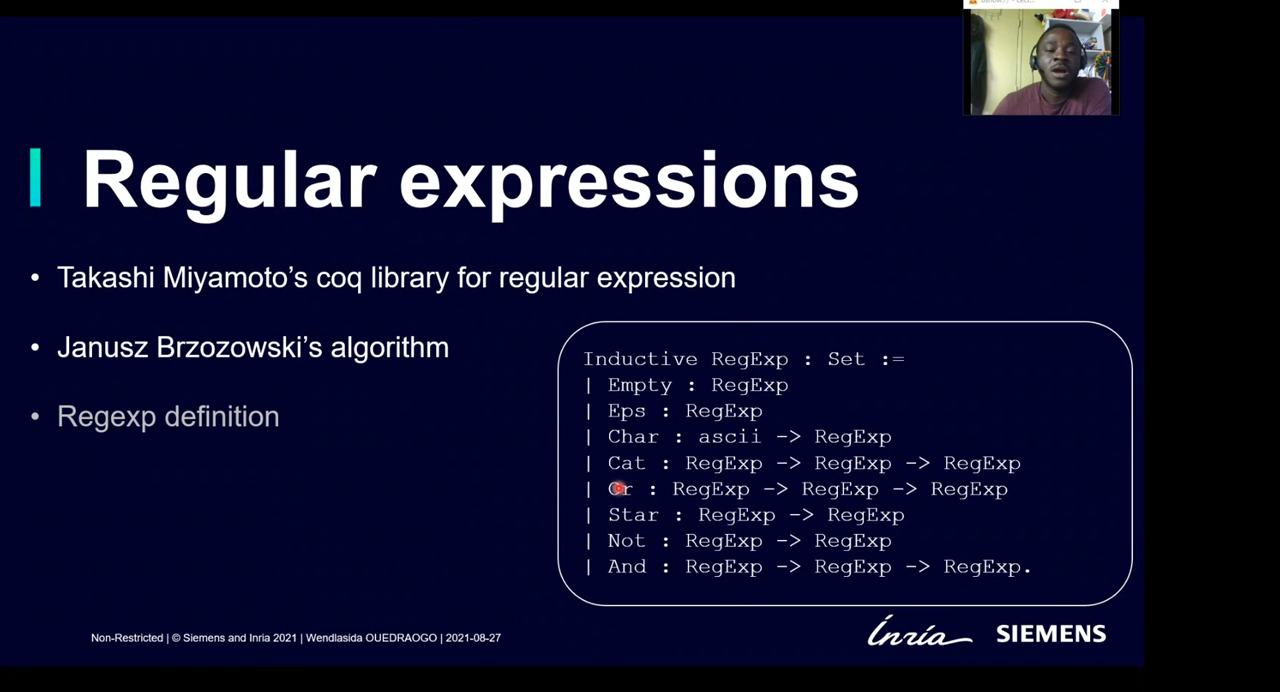 Regular expressions
• Takashi Miyamoto's coq library for regular expression
• Janusz Brzozowski's algorithm
• Regexp definition
Inductive RegExp : Set :=
| Empty : RegExp
| Eps : RegExp
| Char : ascii -> RegExp
| Cat : RegExp -> RegExp -> RegExp
| Or : RegExp -> RegExp -> RegExp
| Star : RegExp -> RegExp
| Not : RegExp -> RegExp
| And : RegExp -> RegExp -> RegExp.
Non-Restricted | © Siemens and Inria 2021 | Wendlasida OUEDRAOGO | 2021-08-27
Inria SIEMENS